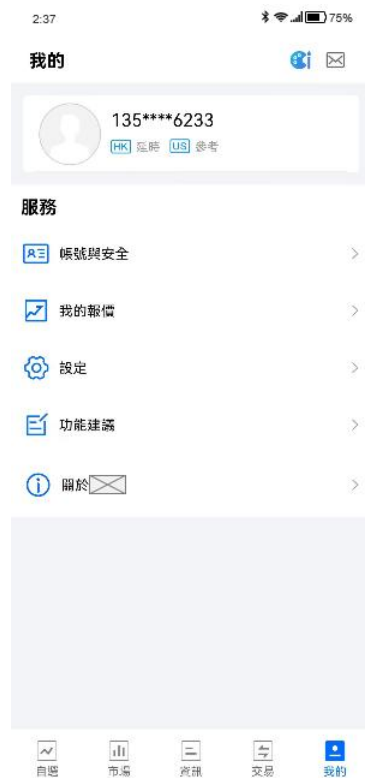 2:37 75%
我的
135****6233
HK 延時 US 參考
服務
帳號與安全
我的報價
設定
功能建議
關於
自選 市場 資訊 交易 我的